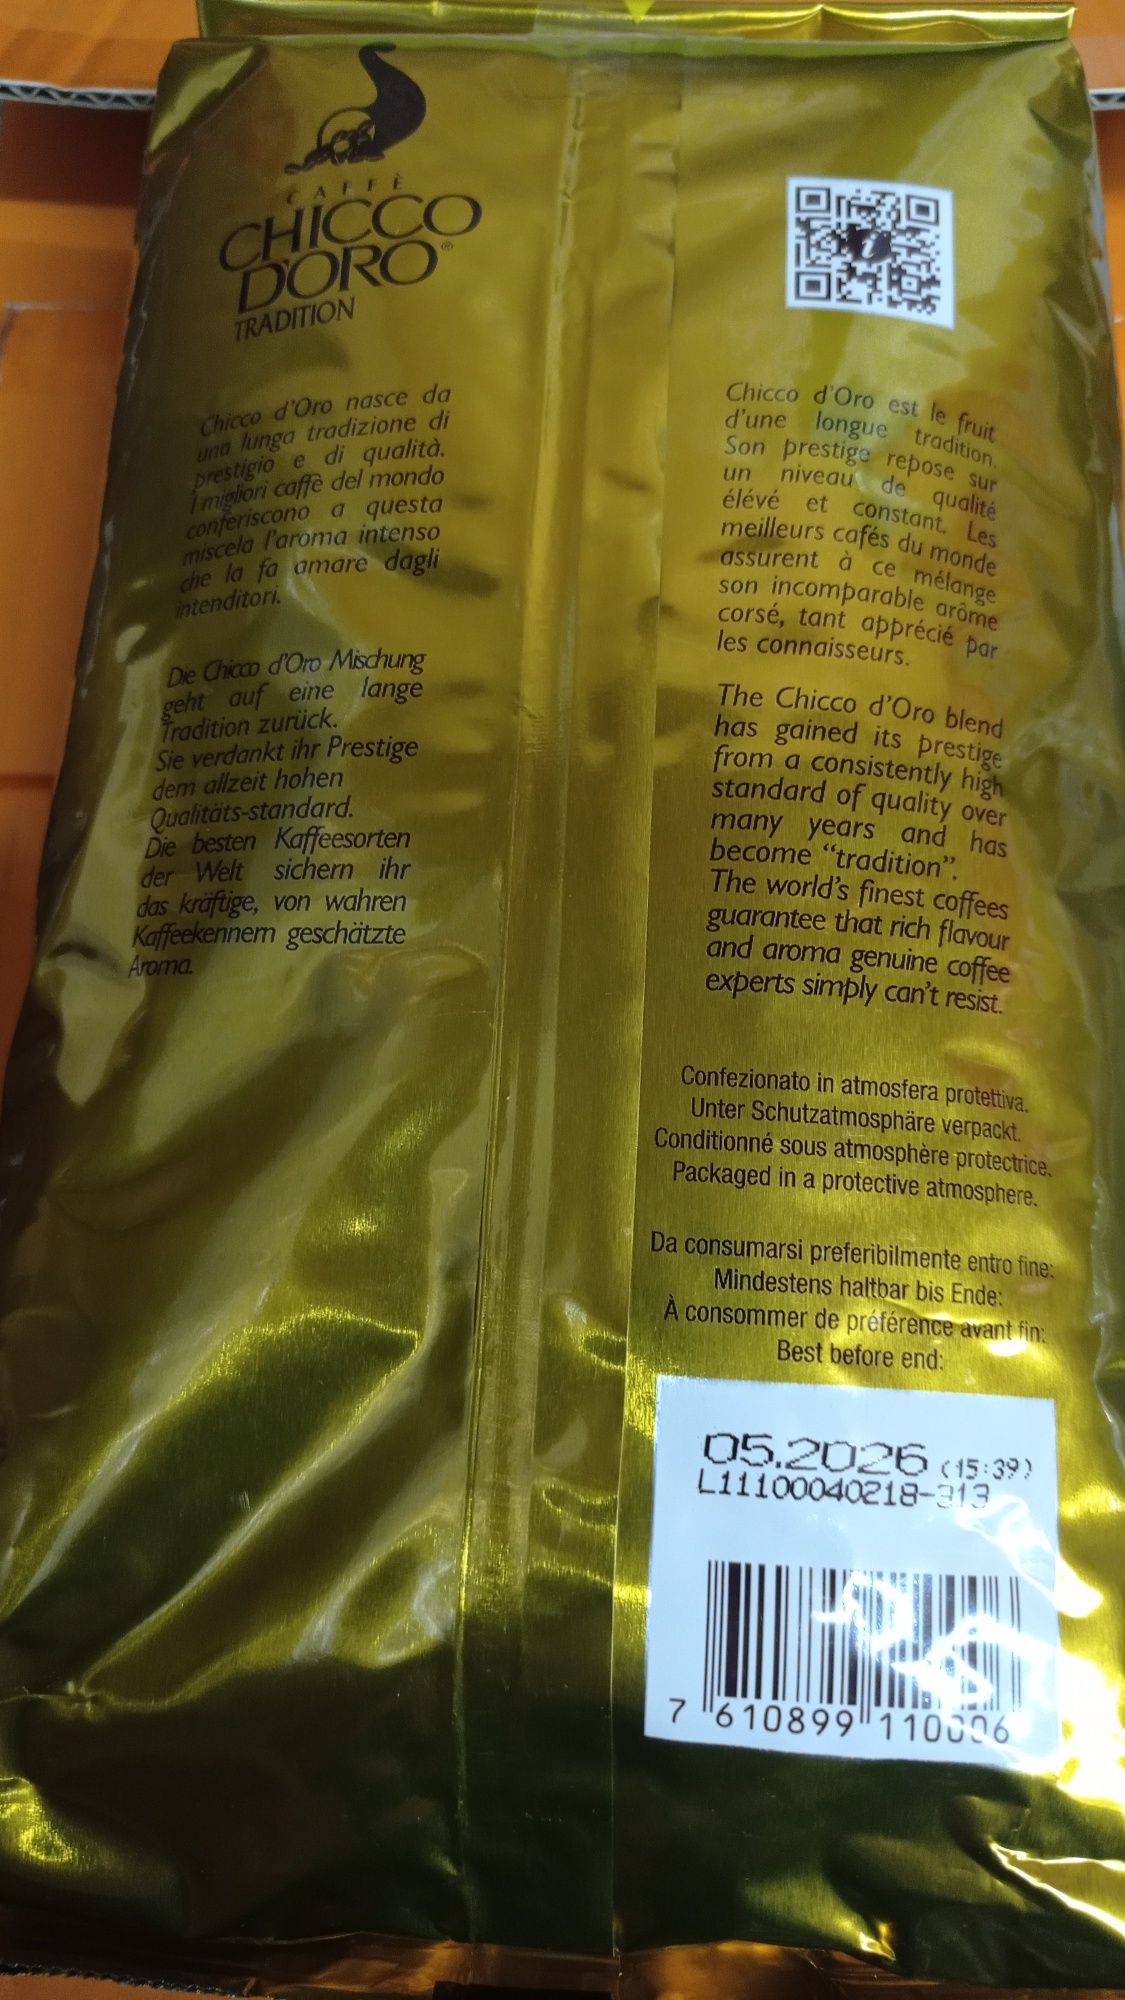 CAFFÈ
CHICCO
D'ORO®
TRADITION
Chicco d'Oro nasce da
una lunga tradizione di
prestigio e di qualità.
I migliori caffè del mondo
conferiscono a questa
miscela l'aroma intenso
che la fa amare dagli
intenditori.
Die Chicco d'Oro Mischung
geht auf eine lange
Tradition zurück.
Sie verdankt ihr Prestige
dem allzeit hohen
Qualitäts-standard.
Die besten Kaffeesorten
der Welt sichern ihr
das kräftige, von wahren
Kaffeekennern geschätzte
Aroma.
Chicco d'Oro est le fruit
d'une longue tradition.
Son prestige repose sur
un niveau de qualité
élévé et constant. Les
meilleurs cafés du monde
assurent à ce mélange
son incomparable arôme
corsé, tant apprécié par
les connaisseurs.
The Chicco d'Oro blend
has gained its prestige
from a consistently high
standard of quality over
many years and has
become “tradition”.
The world's finest coffees
guarantee that rich flavour
and aroma genuine coffee
experts simply can't resist.
Confezionato in atmosfera protettiva.
Unter Schutzatmosphäre verpackt.
Conditionné sous atmosphère protectrice.
Packaged in a protective atmosphere.
Da consumarsi preferibilmente entro fine:
Mindestens haltbar bis Ende:
À consommer de préférence avant fin:
Best before end:
05.2026 (15:39)
L11100040218-313
7 610899 110006